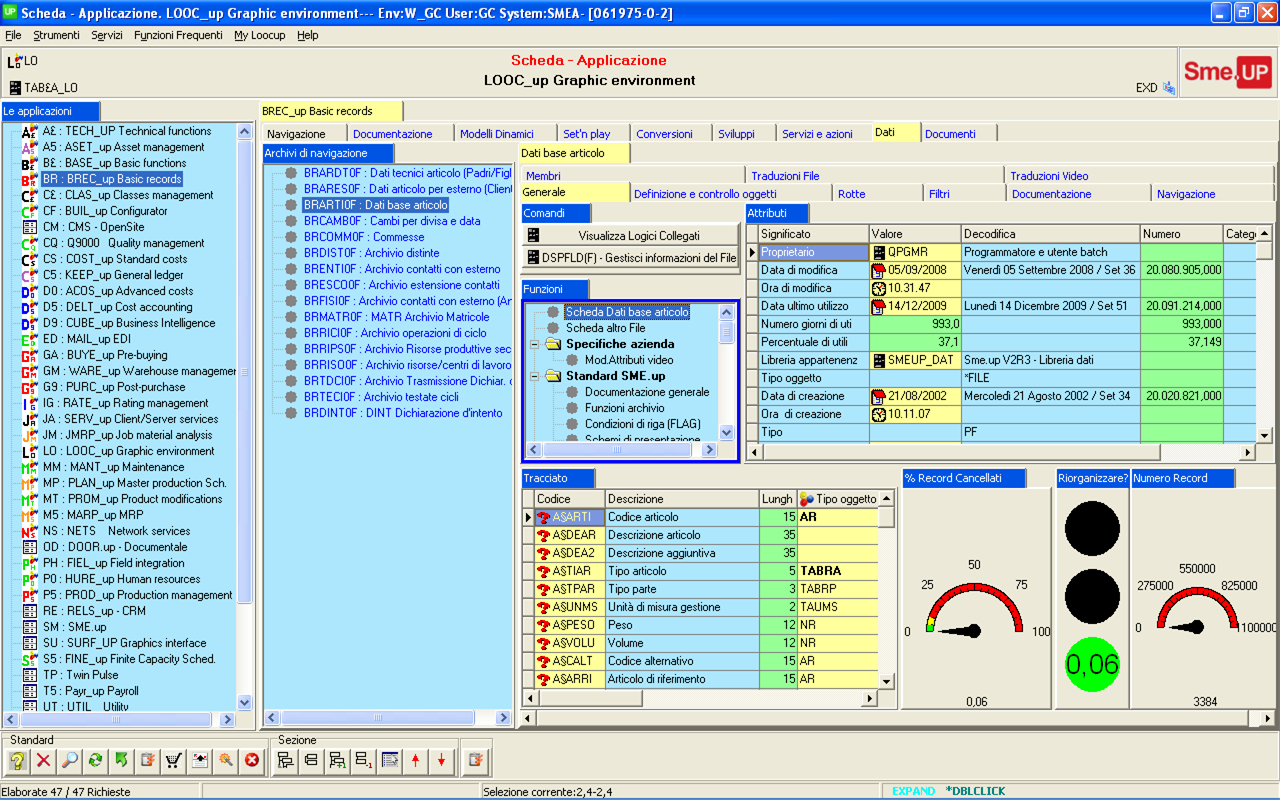 UP Scheda - Applicazione. LOOC_up Graphic environment--- Env:W_GC User:GC System:SMEA- [061975-0-2]
File Strumenti Servizi Funzioni Frequenti My Loocup Help
LO
TAB£A_LO
Scheda - Applicazione
LOOC_up Graphic environment
EXD
Sme.UP
Le applicazioni
A£ : TECH_UP Technical functions
A5 : ASET_up Asset management
B£ : BASE_up Basic functions
BR : BREC_up Basic records
C£ : CLAS_up Classes management
CF : BUIL_up Configurator
CM : CMS - OpenSite
CQ : Q9000 Quality management
CS : COST_up Standard costs
C5 : KEEP_up General ledger
D0 : ACOS_up Advanced costs
D5 : DELT_up Cost accounting
D9 : CUBE_up Business Intelligence
ED : MAIL_up EDI
GA : BUYE_up Pre-buying
GM : WARE_up Warehouse managemer
G9 : PURC_up Post-purchase
IG : RATE_up Rating management
JA : SERV_up Client/Server services
JM : JMRP_up Job material analysis
LO : LOOC_up Graphic environment
MM : MANT_up Maintenance
MP : PLAN_up Master production Sch.
MT : PROM_up Product modifications
M5 : MARP_up MRP
NS : NETS Network services
OD : DOOR.up - Documentale
PH : FIEL_up Field integration
P0 : HURE_up Human resources
P5 : PROD_up Production management
RE : RELS_up - CRM
SM : SME.up
SU : SURF_UP Graphics interface
S5 : FINE_up Finite Capacity Sched.
TP : Twin Pulse
T5 : Payr_up Payroll
UT : UTIL Utility
BREC_up Basic records
Navigazione Documentazione Modelli Dinamici Set'n play Conversioni Sviluppi Servizi e azioni Dati Documenti
Archivi di navigazione
BRARDT0F : Dati tecnici articolo (Padri/Figl
BRARES0F : Dati articolo per esterno (Clien
BRARTI0F : Dati base articolo
BRCAMB0F : Cambi per divisa e data
BRCOMM0F : Commesse
BRDIST0F : Archivio distinte
BRENTI0F : Archivio contatti con esterno
BRESCO0F : Archivio estensione contatti
BRFISI0F : Archivio contatti con esterno (Ar
BRMATR0F : MATR Archivio Matricole
BRRICI0F : Archivio operazioni di ciclo
BRRIPS0F : Archivio Risorse produttive sec
BRRISO0F : Archivio risorse/centri di lavoro
BRTDCI0F : Archivio Trasmissione Dichiar. c
BRTECI0F : Archivio testate cicli
BRDINT0F : DINT Dichiarazione d'intento
Dati base articolo
Membri Traduzioni File Traduzioni Video
Generale Definizione e controllo oggetti Rotte Filtri Documentazione Navigazione
Comandi
Visualizza Logici Collegati
DSPFLD(F) - Gestisci informazioni del File
Funzioni
Scheda Dati base articolo
Scheda altro File
Specifiche azienda
Mod.Attributi video
Standard SME.up
Documentazione generale
Funzioni archivio
Condizioni di riga (FLAG)
Schemi di presentazione
Attributi
Significato Valore Decodifica Numero Categ
Proprietario QPGMR Programmatore e utente batch
Data di modifica 05/09/2008 Venerdì 05 Settembre 2008 / Set 36 20.080.905,000
Ora di modifica 10.31.47
Data ultimo utilizzo 14/12/2009 Lunedì 14 Dicembre 2009 / Set 51 20.091.214,000
Numero giorni di uti 993,0 993,000
Percentuale di utili 37,1 37,149
Libreria appartenenz SMEUP_DAT Sme.up V2R3 - Libreria dati
Tipo oggetto *FILE
Data di creazione 21/08/2002 Mercoledì 21 Agosto 2002 / Set 34 20.020.821,000
Ora di creazione 10.11.07
Tipo PF
Tracciato
Codice Descrizione Lungh Tipo oggetto
A§ARTI Codice articolo 15 AR
A§DEAR Descrizione articolo 35
A§DEA2 Descrizione aggiuntiva 35
A§TIAR Tipo articolo 5 TABRA
A§TPAR Tipo parte 3 TABRP
A§UNMS Unità di misura gestione 2 TAUMS
A§PESO Peso 12 NR
A§VOLU Volume 12 NR
A§CALT Codice alternativo 15 AR
A§ARRI Articolo di riferimento 15 AR
% Record Cancellati
0 25 50 75 100
0,06
Riorganizzare?
0,06
Numero Record
0 275000 550000 825000 1100000
3384
Standard
Sezione
Elaborate 47 / 47 Richieste
Selezione corrente:2,4-2,4
EXPAND *DBLCLICK